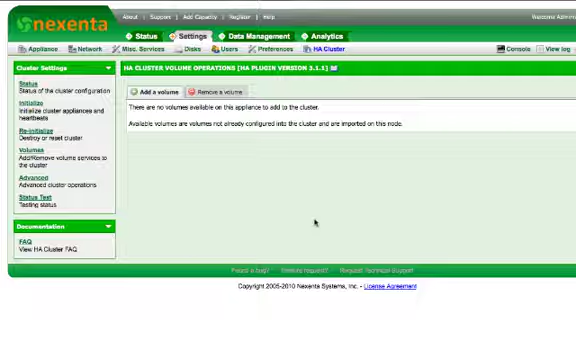 nexenta
About Support Add Capacity Register Help
Welcome
Status Settings Data Management Analytics
Appliance Network Misc. Services Disks Users Preferences HA Cluster Console View log
Cluster Settings
Status
Status of the cluster configuration
Initialize
Initialize cluster appliances and
heartbeats
Re-initialize
Destroy or reset cluster
Volumes
Add/Remove volume services to
the cluster
Advanced
Advanced cluster operations
Status Test
Testing status
Documentation
FAQ
View HA Cluster FAQ
HA CLUSTER VOLUME OPERATIONS [HA PLUGIN VERSION 3.1.1]
Add a volume Remove a volume
There are no volumes available on this appliance to add to the cluster.
Available volumes are volumes not already configured into the cluster and are imported on this node.
Found a bug? Feature request? Request Technical Support
Copyright 2005-2010 Nexenta Systems, Inc. - License Agreement